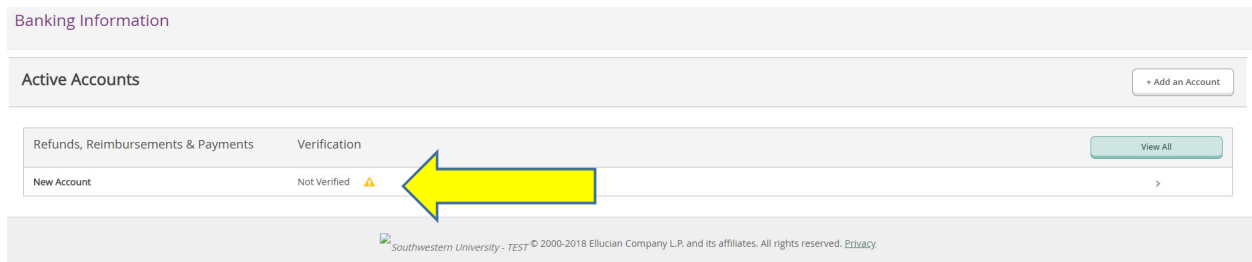 Banking Information
Active Accounts
+ Add an Account
Refunds, Reimbursements & Payments Verification View All
New Account Not Verified >
Southwestern University - TEST © 2000-2018 Ellucian Company L.P. and its affiliates. All rights reserved. Privacy